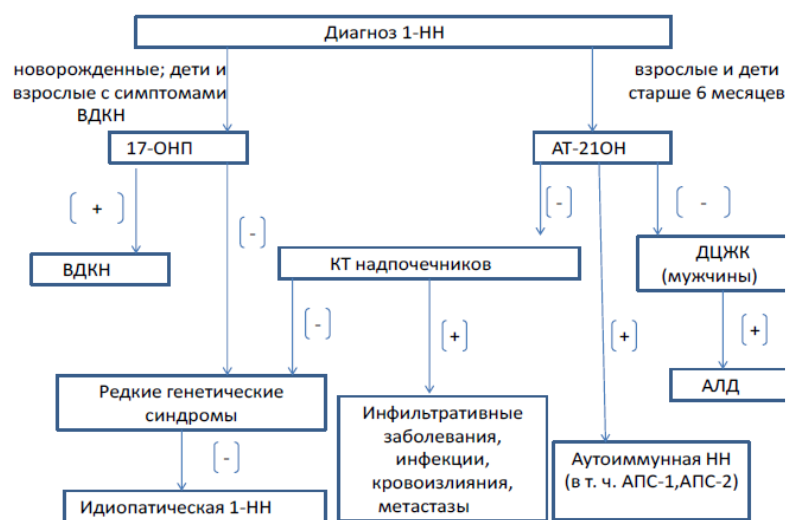 Диагноз 1-НН
новорожденные; дети и
взрослые с симптомами
ВДКН
взрослые и дети
старше 6 месяцев
17-ОНП
АТ-21ОН
( + )
(-)
(-)
( - )
ВДКН
КТ надпочечников
ДЦЖК
(мужчины)
(-)
(+)
(+)
(+)
Редкие генетические
синдромы
АЛД
Инфильтративные
заболевания,
инфекции,
кровоизлияния,
метастазы
Аутоиммунная НН
(в т. ч. АПС-1,АПС-2)
(-)
Идиопатическая 1-НН